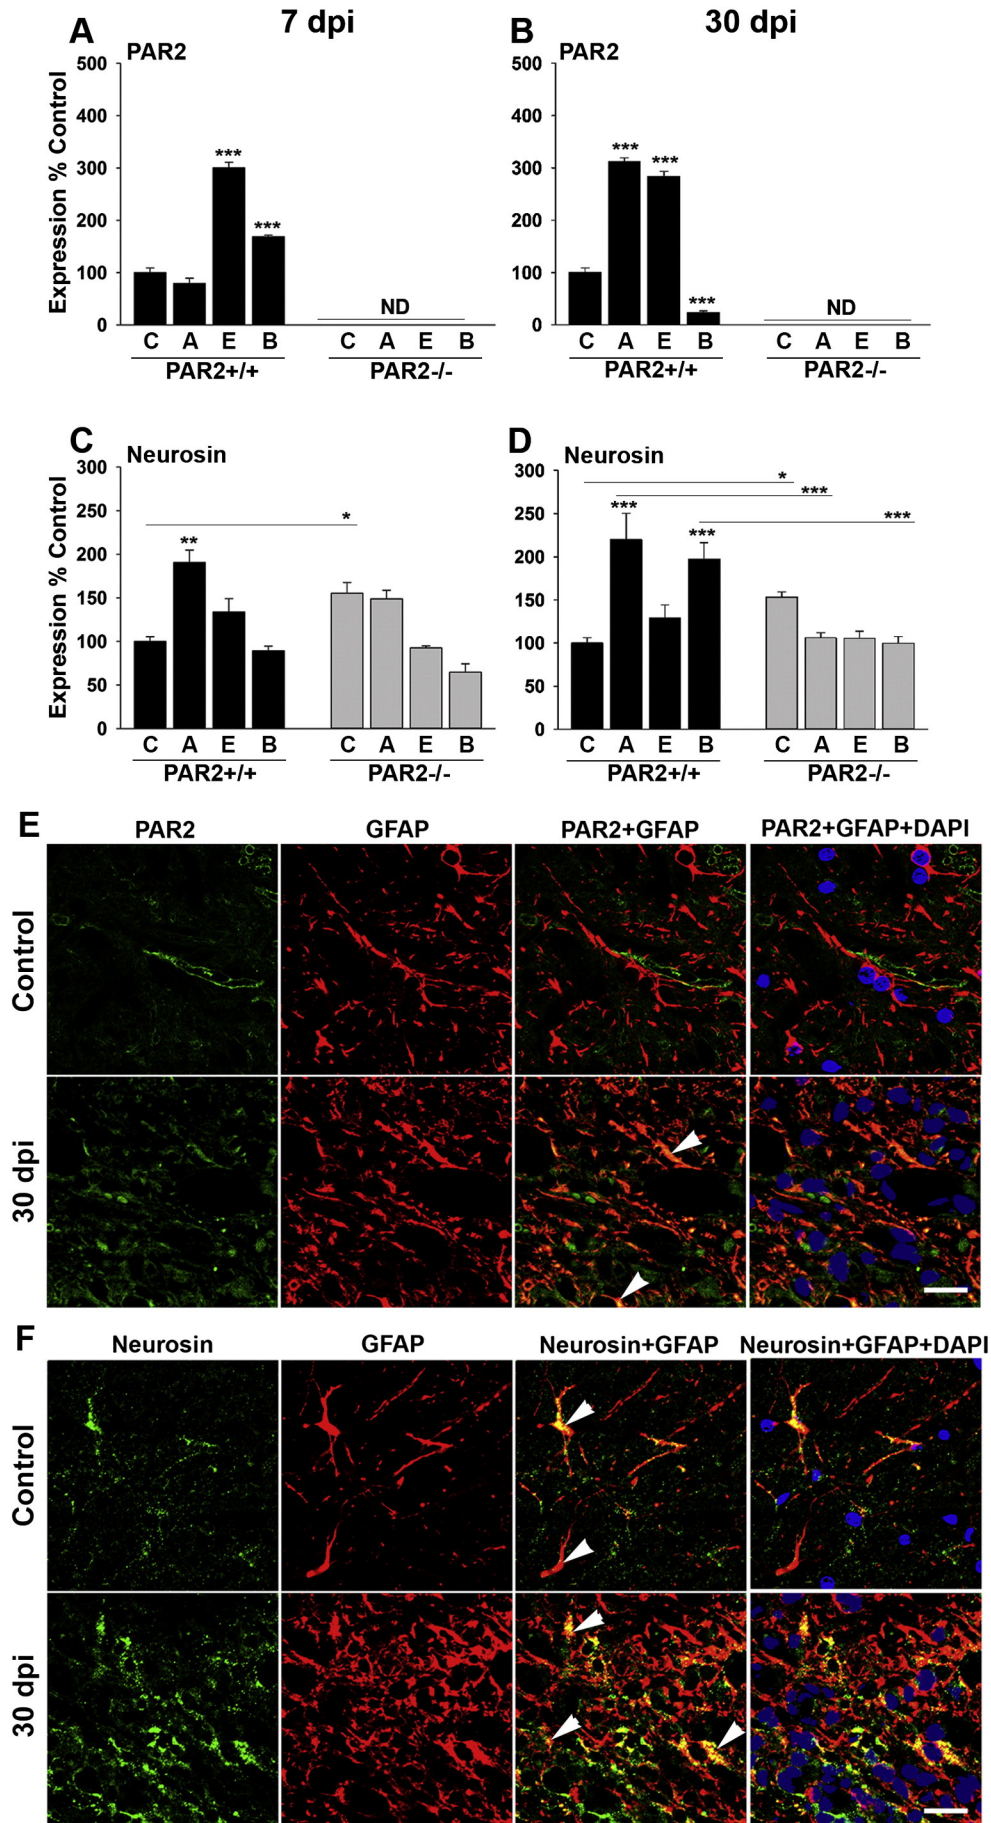 7 dpi
30 dpi
A
B
PAR2
PAR2
Expression % Control
500
400
300
200
100
0
***
***
ND
C A E B
C A E B
PAR2+/+
PAR2-/-
500
400
300
200
100
0
***
***
***
ND
C A E B
C A E B
PAR2+/+
PAR2-/-
C
D
Neurosin
Neurosin
Expression % Control
300
250
200
150
100
50
0
**
*
C A E B
C A E B
PAR2+/+
PAR2-/-
300
250
200
150
100
50
0
*
***
***
***
***
C A E B
C A E B
PAR2+/+
PAR2-/-
E
PAR2
GFAP
PAR2+GFAP
PAR2+GFAP+DAPI
Control
30 dpi
F
Neurosin
GFAP
Neurosin+GFAP
Neurosin+GFAP+DAPI
Control
30 dpi